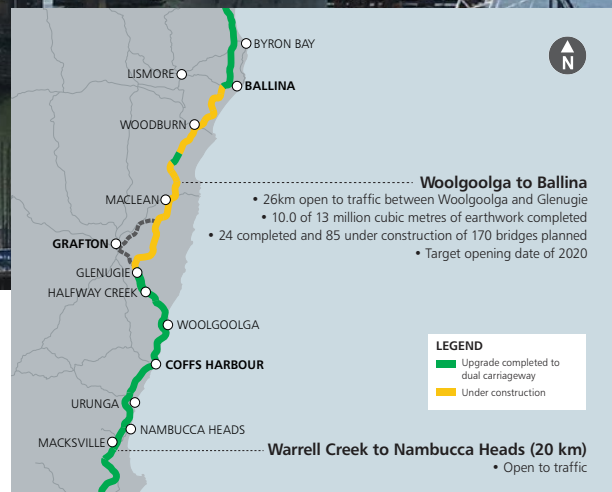 BYRON BAY
N
LISMORE
BALLINA
WOODBURN
Woolgoolga to Ballina
• 26km open to traffic between Woolgoolga and Glenugie
MACLEAN
• 10.0 of 13 million cubic metres of earthwork completed
• 24 completed and 85 under construction of 170 bridges planned
GRAFTON
• Target opening date of 2020
GLENUGIE
HALFWAY CREEK
WOOLGOOLGA
LEGEND
Upgrade completed to
dual carriageway
Under construction
COFFS HARBOUR
URUNGA
NAMBUCCA HEADS
MACKSVILLE
Warrell Creek to Nambucca Heads (20 km)
• Open to traffic